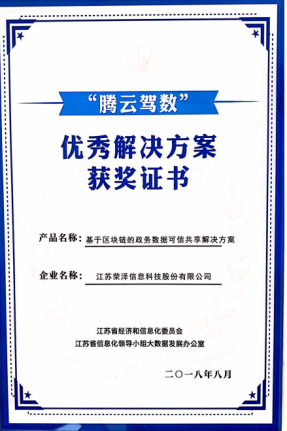 “腾云驾数”
优秀解决方案
获奖证书
产品名称：基于区块链的政务数据可信共享解决方案
企业名称：江苏荣泽信息科技股份有限公司
江苏省经济和信息化委员会
江苏省信息化领导小组大数据发展办公室
二〇一八年八月